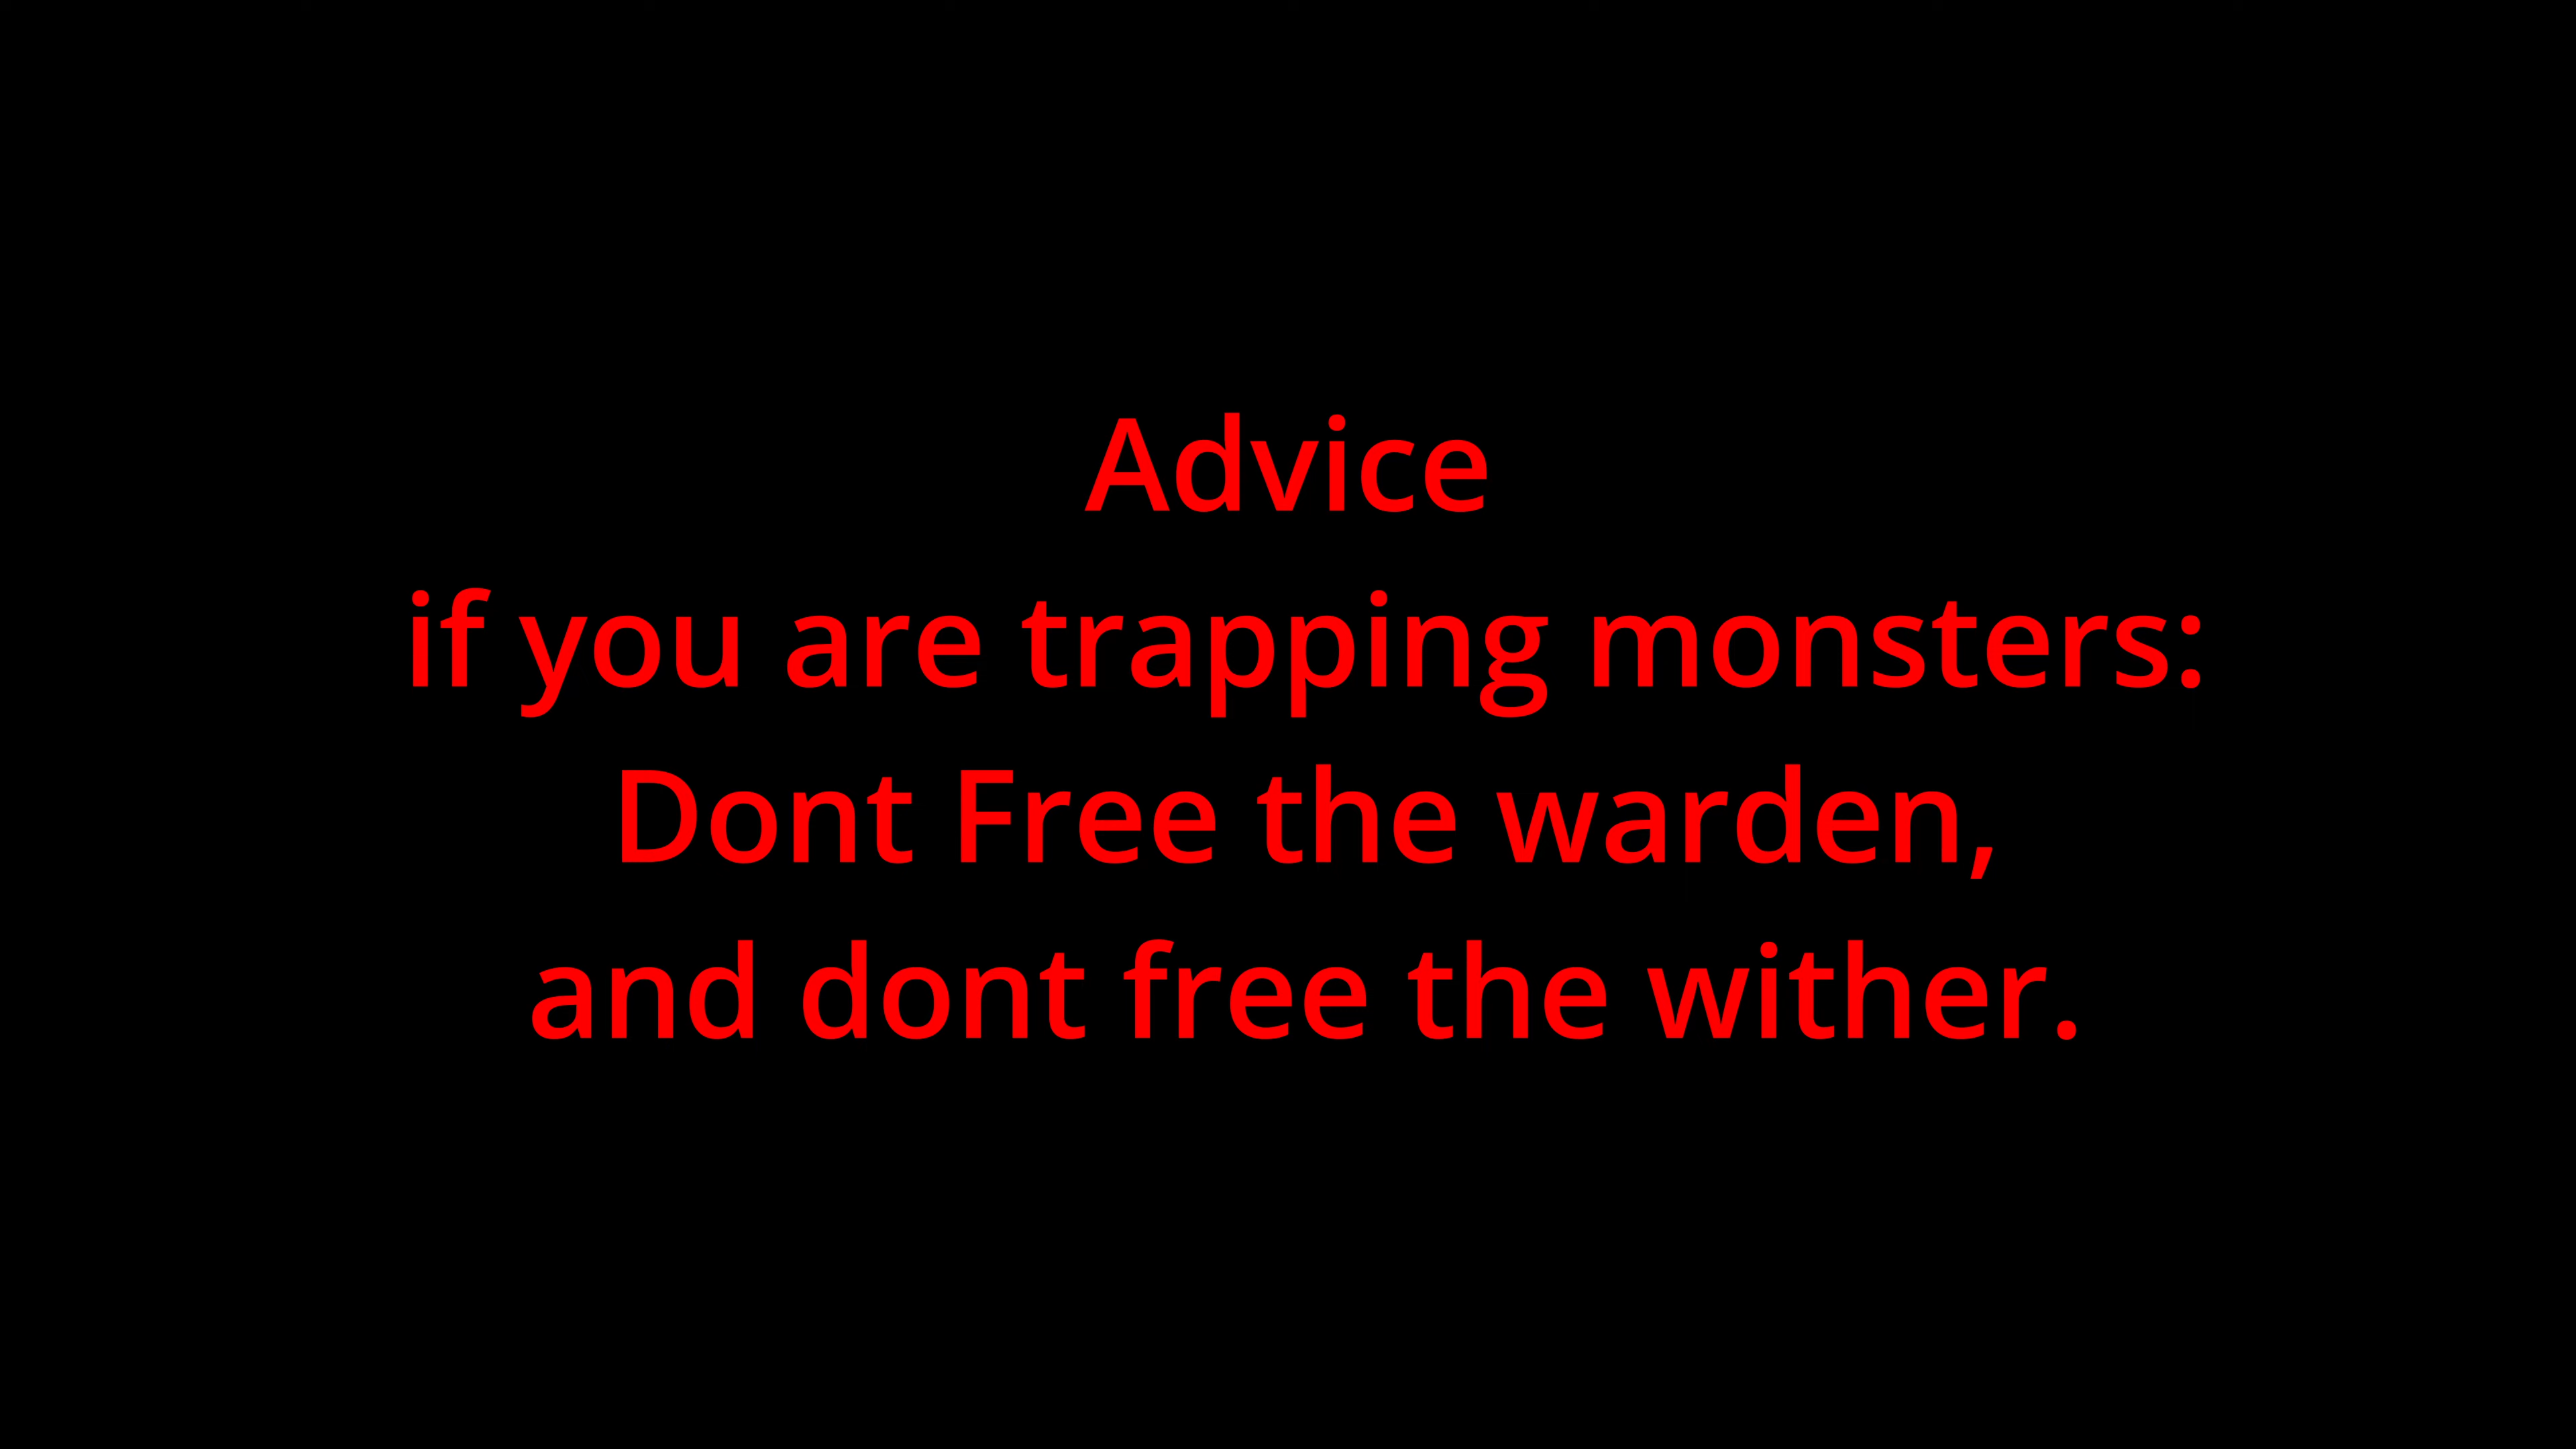 Advice
if you are trapping monsters:
Dont Free the warden,
and dont free the wither.